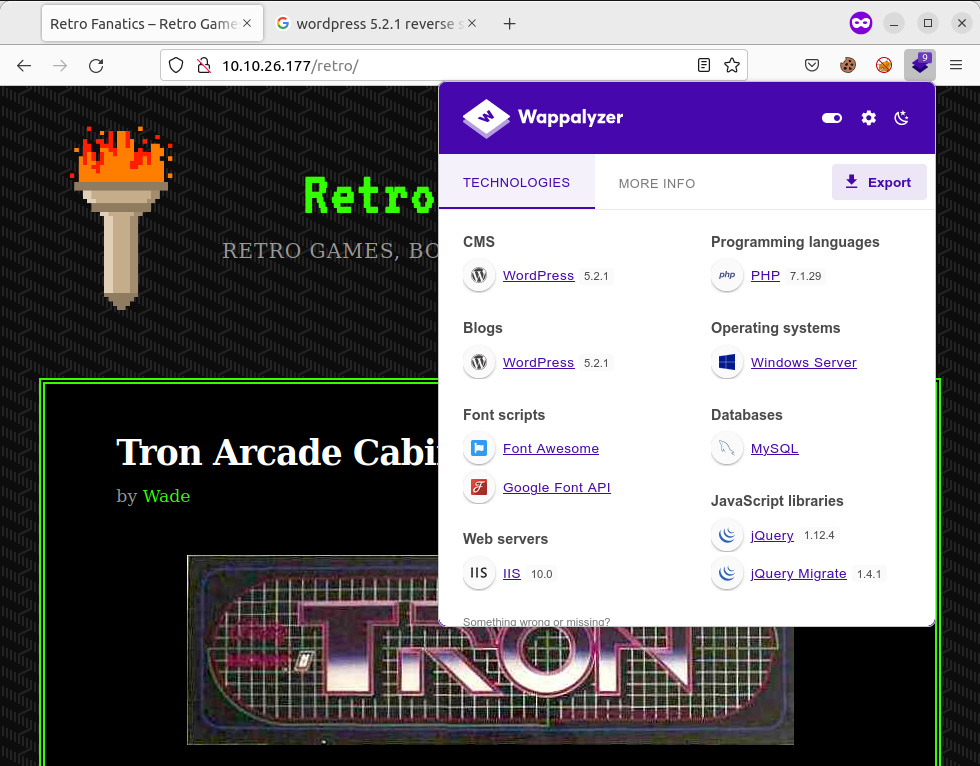 Retro Fanatics – Retro Game
wordpress 5.2.1 reverse s
10.10.26.177/retro/
9
Wappalyzer
TECHNOLOGIES
MORE INFO
Export
CMS
WordPress 5.2.1
Blogs
WordPress 5.2.1
Font scripts
Font Awesome
Google Font API
Web servers
IIS
IIS 10.0
Programming languages
php
PHP 7.1.29
Operating systems
Windows Server
Databases
MySQL
JavaScript libraries
jQuery 1.12.4
jQuery Migrate 1.4.1
Something wrong or missing?
Retro
RETRO GAMES, BO
Tron Arcade Cabi
by Wade
TRON